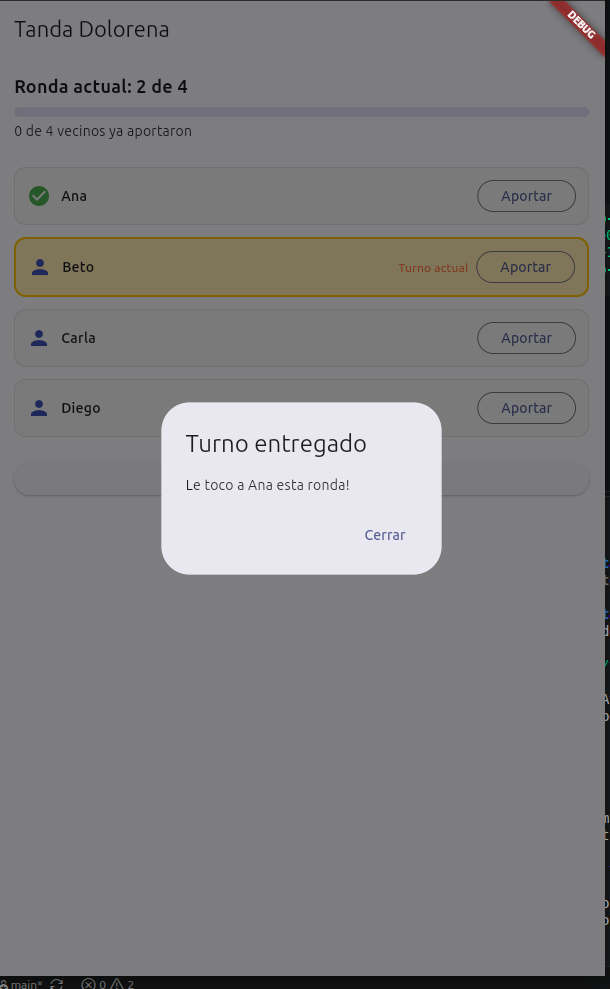 Tanda Dolorena
DEBUG
Ronda actual: 2 de 4
0 de 4 vecinos ya aportaron
Ana Aportar
Beto Turno actual Aportar
Carla Aportar
Diego Aportar
Turno entregado
Le toco a Ana esta ronda!
Cerrar
main* 0 2